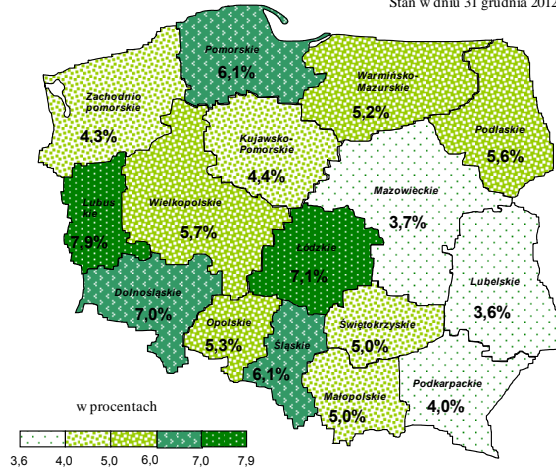 Stan w dniu 31 grudnia 2012
Pomorskie
6,1%
Warmińsko-
Mazurskie
5,2%
Zachodnio
pomorskie
4,3%
Kujawsko-
Pomorskie
4,4%
Podlaskie
5,6%
Mazowieckie
3,7%
Lubus
kie
7,9%
Wielkopolskie
5,7%
Łódzkie
7,1%
Lubelskie
3,6%
Dolnośląskie
7,0%
Opolskie
5,3%
Śląskie
6,1%
Świętokrzyskie
5,0%
Małopolskie
5,0%
Podkarpackie
4,0%
w procentach
3,6 4,0 5,0 6,0 7,0 7,9